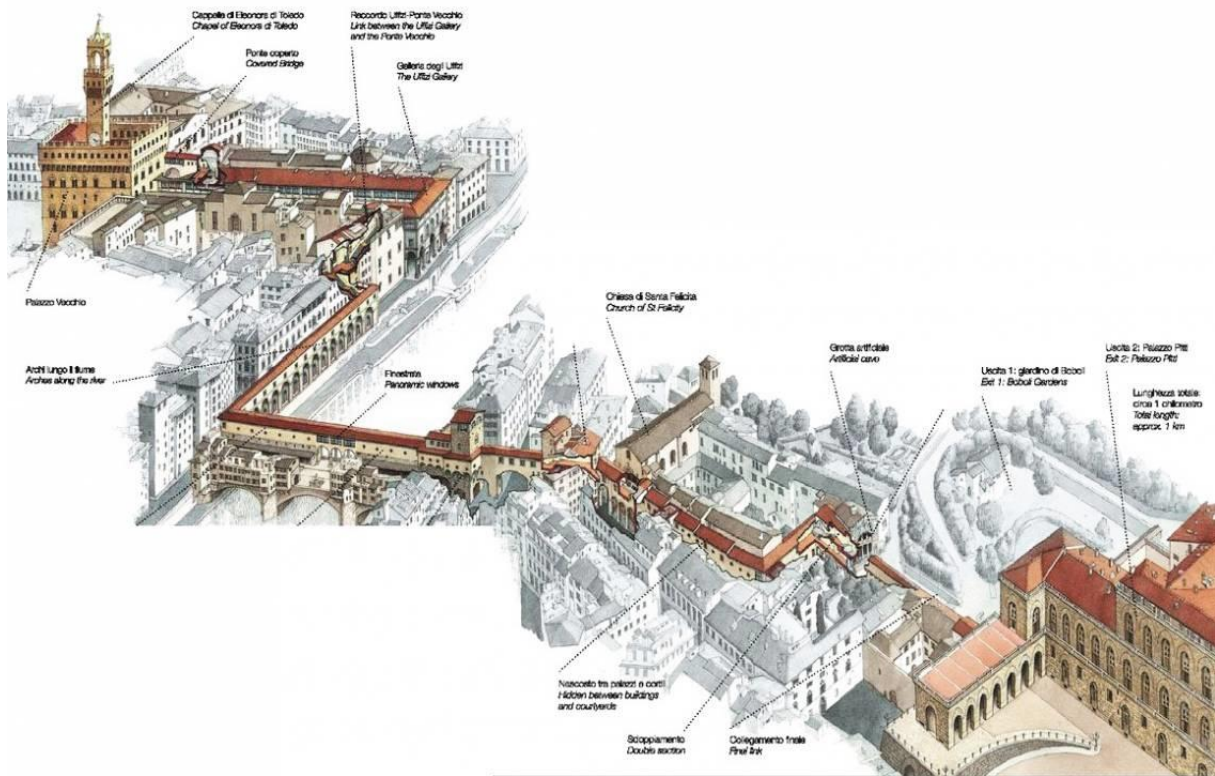 Cappella di Eleonora di Toledo
Chapel of Eleonora di Toledo
Raccordo Uffizi-Ponte Vecchio
Link between the Uffizi Gallery
and the Ponte Vecchio
Ponte coperto
Covered Bridge
Galleria degli Uffizi
The Uffizi Gallery
Palazzo Vecchio
Archi lungo il fiume
Arches along the river
Finestrata
Panoramic windows
Chiesa di Santa Felicita
Church of St Felicity
Grotta artificiale
Artificial cave
Uscita 1: giardino di Boboli
Exit 1: Boboli Gardens
Uscita 2: Palazzo Pitti
Exit 2: Palazzo Pitti
Lunghezza totale:
circa 1 chilometro
Total length:
approx. 1 km
Nascosto tra palazzi e cortili
Hidden between buildings
and courtyards
Sdoppiamento
Double section
Collegamento finale
Final link